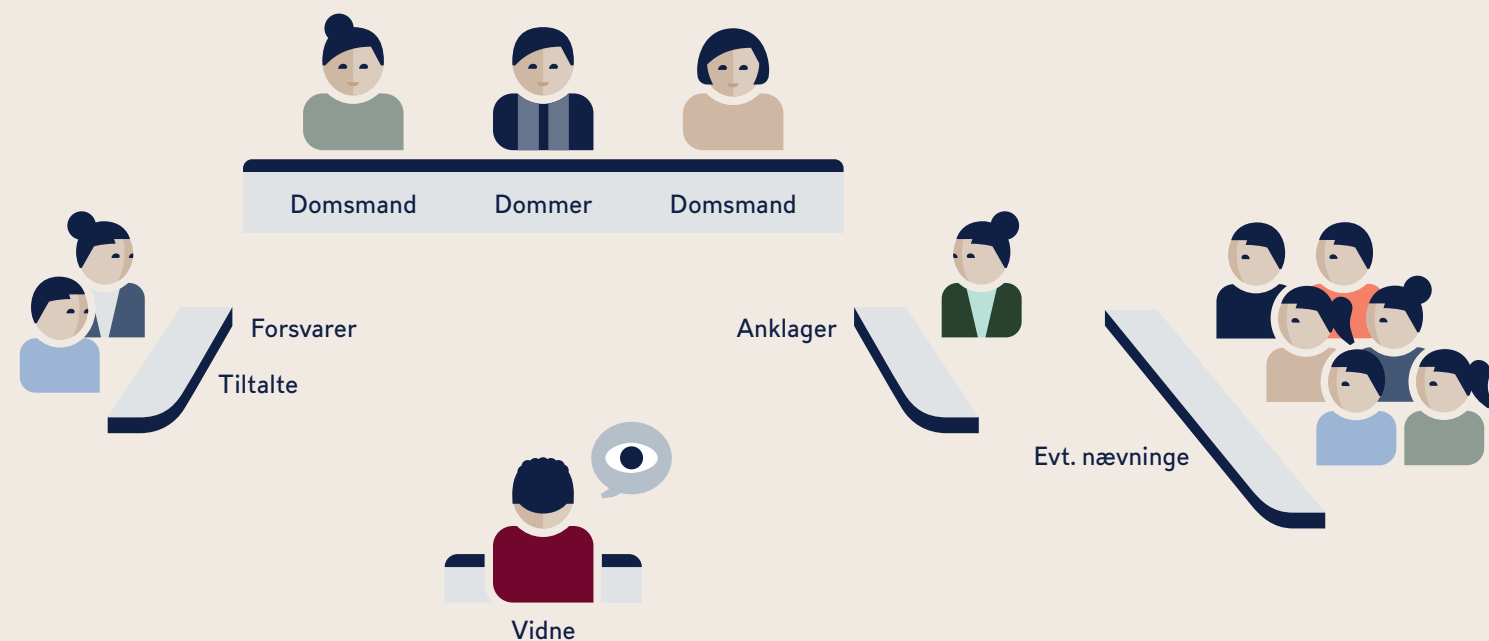 Domsmand
Dommer
Domsmand
Forsvarer
Anklager
Tiltalte
Evt. nævninge
Vidne